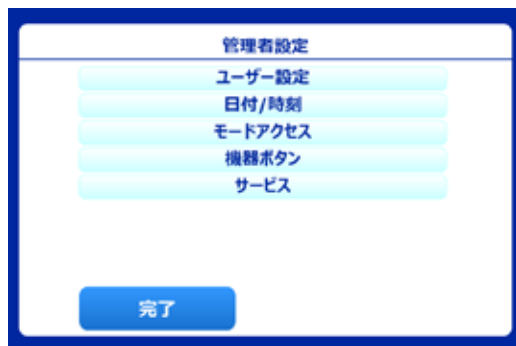 管理者設定
ユーザー設定
日付/時刻
モードアクセス
機器ボタン
サービス
完了